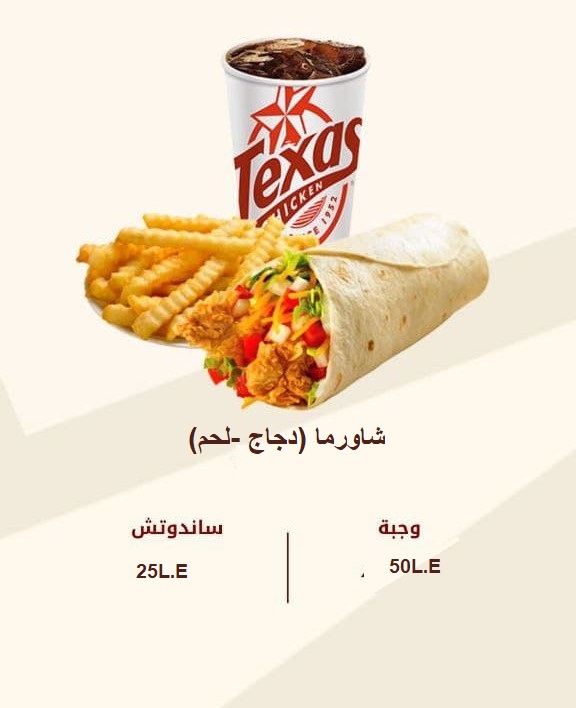 Texas
CHICKEN
SINCE 1952
شاورما (دجاج -لحم)
وجبة
ساندوتش
50L.E
25L.E